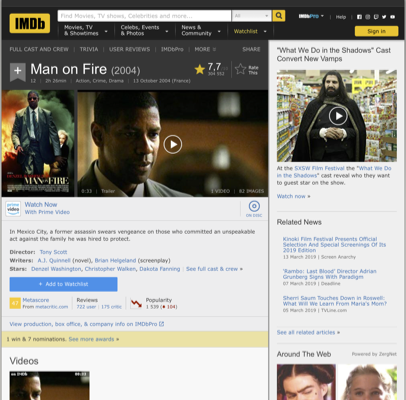 IMDb
Find Movies, TV shows, Celebrities and more...
All
IMDbPro
Help
Movies, TV
& Showtimes
Celebs, Events
& Photos
News &
Community
Watchlist
Sign in
FULL CAST AND CREW | TRIVIA | USER REVIEWS | IMDbPro | MORE
SHARE
Man on Fire (2004)
7,7
Rate
This
12 | 2h 26min | Action, Crime, Drama | 13 October 2004 (France)
MAN ON FIRE
0:33 | Trailer
2 VIDEO | 82 IMAGES
prime video
Watch Now
With Prime Video
ON DISC
In Mexico City, a former assassin swears vengeance on those who committed an unspeakable
act against the family he was hired to protect.
Director: Tony Scott
Writers: A.J. Quinnell (novel), Brian Helgeland (screenplay)
Stars: Denzel Washington, Christopher Walken, Dakota Fanning | See full cast & crew »
+ Add to Watchlist
47
Metascore
From metacritic.com
Reviews
723 user | 175 critic
Popularity
1 539 (104)
View production, box office, & company info on IMDbPro
1 win & 7 nominations. See more awards »
Videos
00:33
"What We Do in the Shadows" Cast
Convert New Vamps
At the SXSW Film Festival the "What We Do
in the Shadows" cast reveal who they want
to guest star on the show.
Watch now »
Related News
Kinski Film Festival Presents Official
Selection And Special Screenings Of Its
2019 Edition
13 March 2019 | Screen Anarchy
'Rambo: Last Blood' Director Adrian
Grunberg Signs With Paradigm
07 March 2019 | Deadline
Sherri Saum Touches Down in Roswell:
What Will We Learn From Maria's Mom?
05 March 2019 | TVLine.com
See all related articles »
Around The Web
Powered by ZergNet